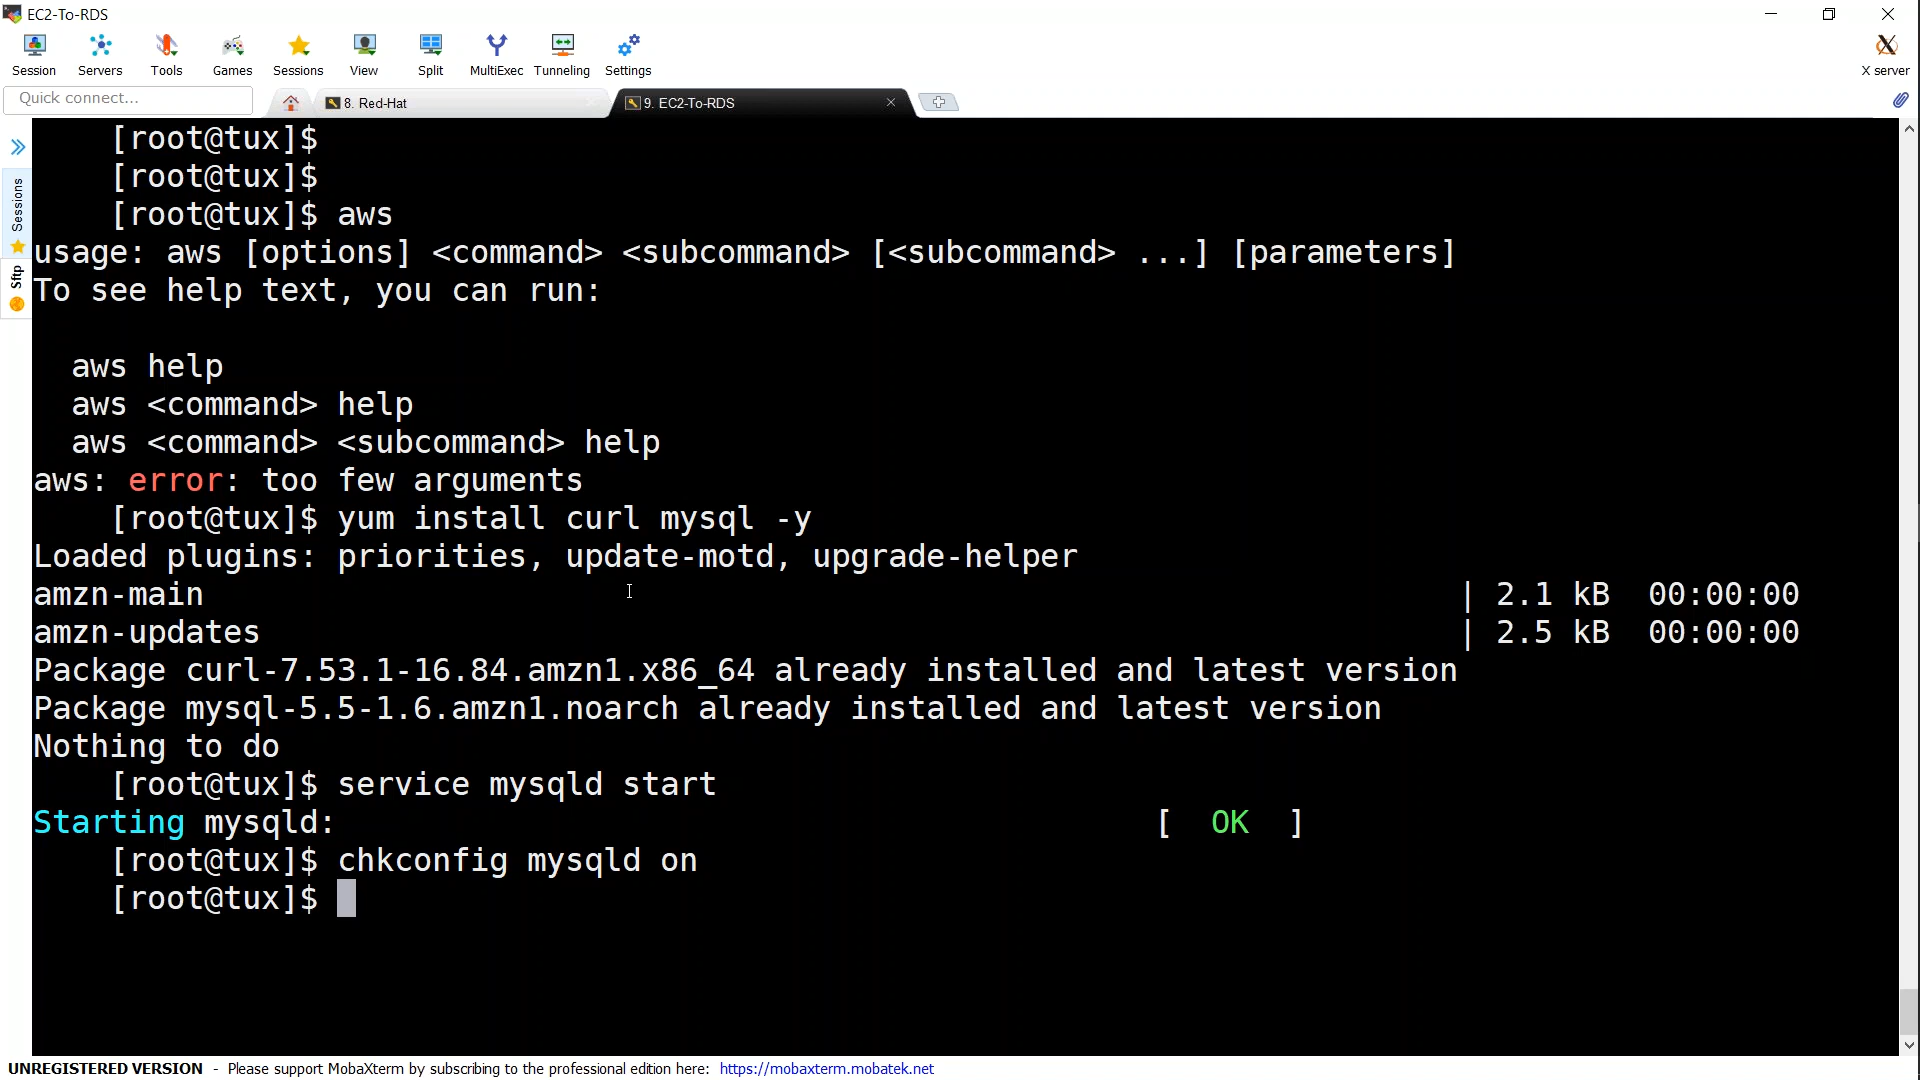 EC2-To-RDS
Session Servers Tools Games Sessions View Split MultiExec Tunneling Settings X server
Quick connect...
8. Red-Hat
9. EC2-To-RDS
Sessions
Sftp
[root@tux]$
[root@tux]$
[root@tux]$ aws
usage: aws [options] <command> <subcommand> [<subcommand> ...] [parameters]
To see help text, you can run:
aws help
aws <command> help
aws <command> <subcommand> help
aws: error: too few arguments
[root@tux]$ yum install curl mysql -y
Loaded plugins: priorities, update-motd, upgrade-helper
amzn-main | 2.1 kB 00:00:00
amzn-updates | 2.5 kB 00:00:00
Package curl-7.53.1-16.84.amzn1.x86_64 already installed and latest version
Package mysql-5.5-1.6.amzn1.noarch already installed and latest version
Nothing to do
[root@tux]$ service mysqld start
Starting mysqld: [ OK ]
[root@tux]$ chkconfig mysqld on
[root@tux]$
UNREGISTERED VERSION - Please support MobaXterm by subscribing to the professional edition here: https://mobaxterm.mobatek.net